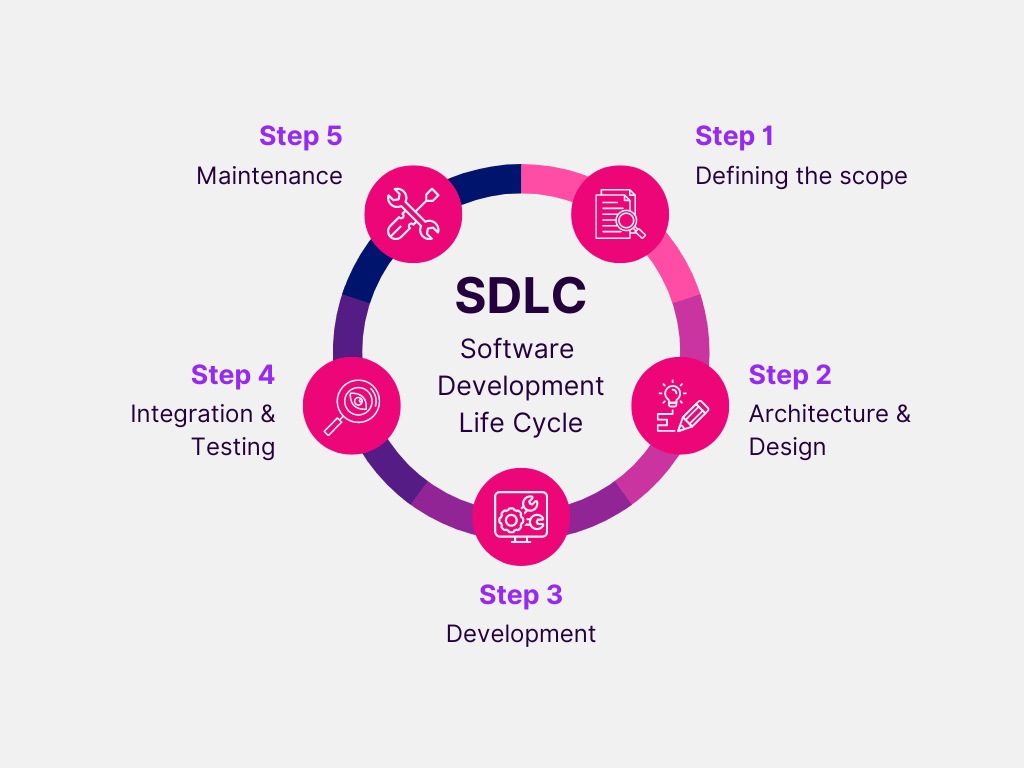 SDLC
Software
Development
Life Cycle
Step 1
Defining the scope
Step 2
Architecture &
Design
Step 3
Development
Step 4
Integration &
Testing
Step 5
Maintenance